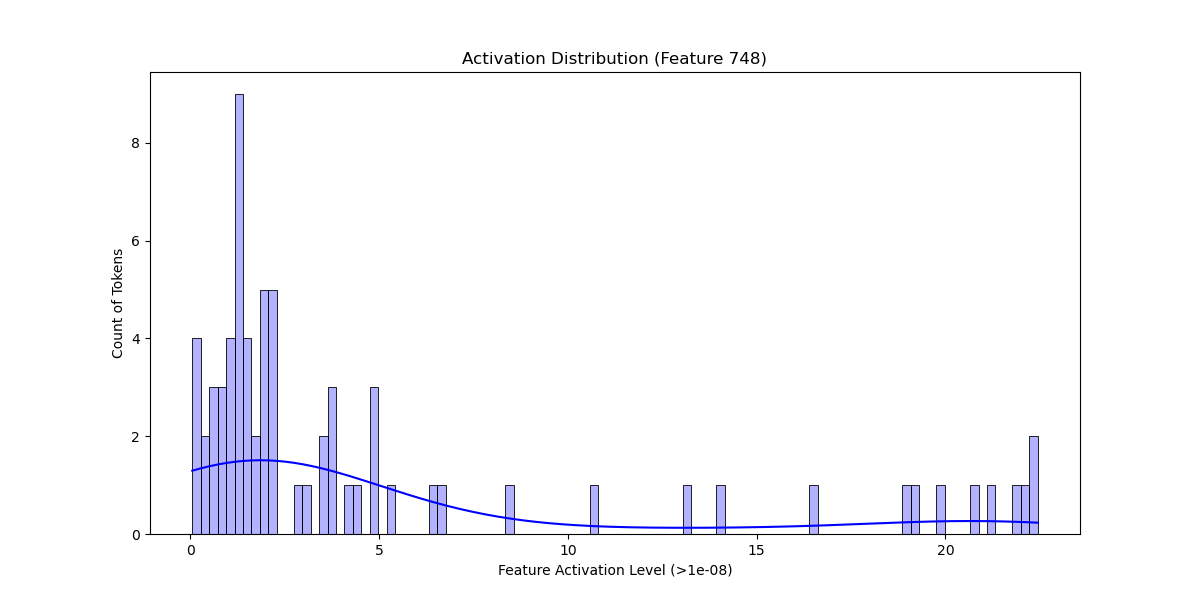 Activation Distribution (Feature 748)
Count of Tokens
8
6
4
2
0
0 5 10 15 20
Feature Activation Level (>1e-08)